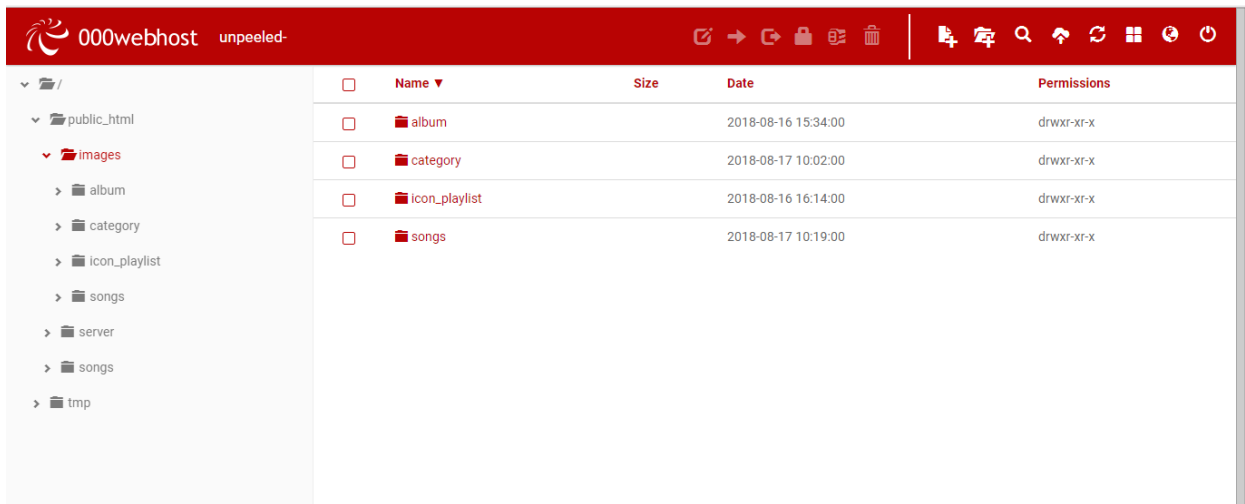 000webhost unpeeled-
/
public_html
images
album
category
icon_playlist
songs
server
songs
tmp
Name ▼ Size Date Permissions
album 2018-08-16 15:34:00 drwxr-xr-x
category 2018-08-17 10:02:00 drwxr-xr-x
icon_playlist 2018-08-16 16:14:00 drwxr-xr-x
songs 2018-08-17 10:19:00 drwxr-xr-x